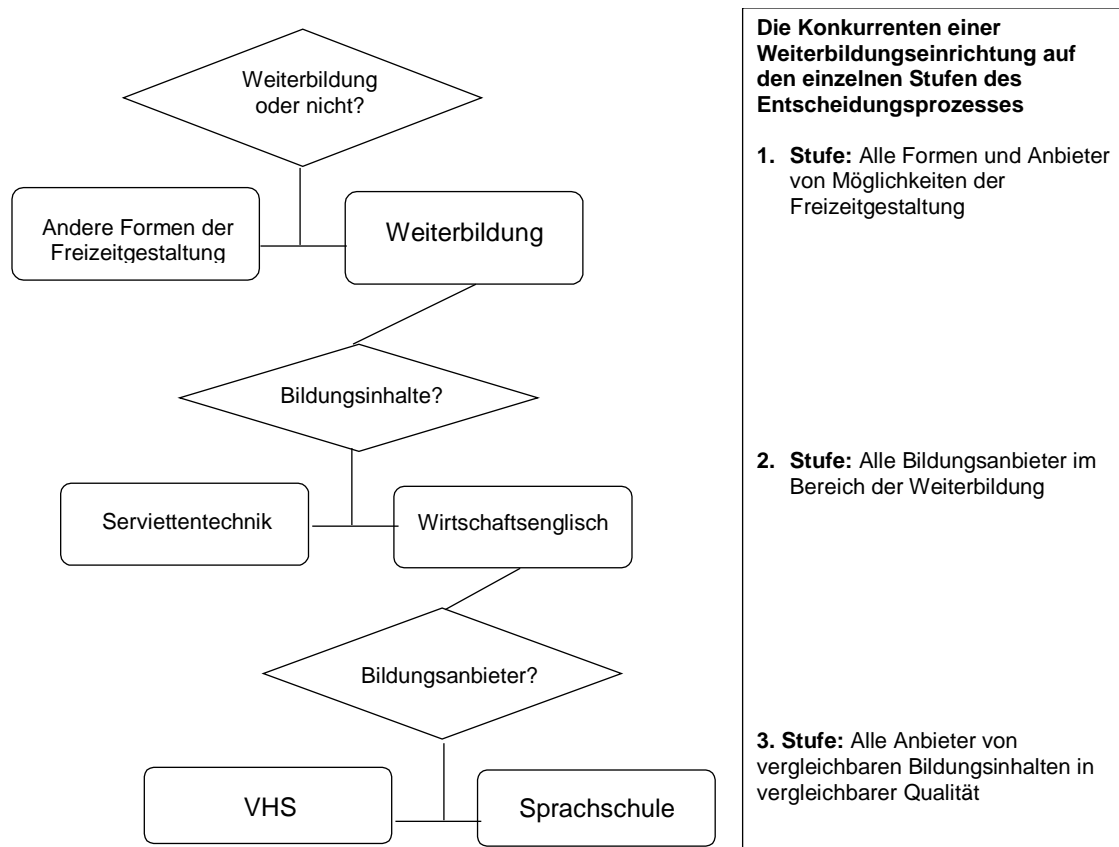 Weiterbildung
oder nicht?
Andere Formen der
Freizeitgestaltung
Weiterbildung
Bildungsinhalte?
Serviettentechnik
Wirtschaftsenglisch
Bildungsanbieter?
VHS
Sprachschule
Die Konkurrenten einer
Weiterbildungseinrichtung auf
den einzelnen Stufen des
Entscheidungsprozesses
1. Stufe: Alle Formen und Anbieter
von Möglichkeiten der
Freizeitgestaltung
2. Stufe: Alle Bildungsanbieter im
Bereich der Weiterbildung
3. Stufe: Alle Anbieter von
vergleichbaren Bildungsinhalten in
vergleichbarer Qualität